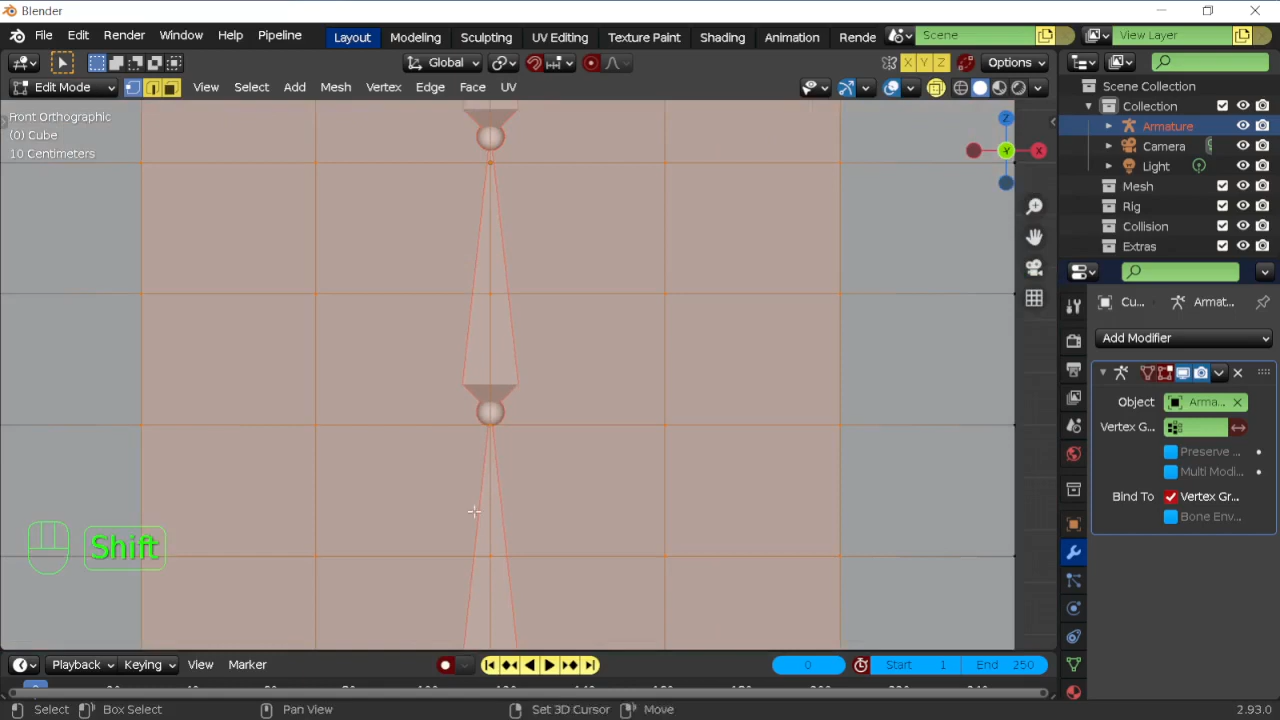 Blender
File Edit Render Window Help Pipeline Layout Modeling Sculpting UV Editing Texture Paint Shading Animation Rende Scene View Layer
Global X Y Z Options
Edit Mode View Select Add Mesh Vertex Edge Face UV
Front Orthographic
(0) Cube
10 Centimeters
Z
Y
X
Shift
Scene Collection
Collection
Armature
Camera
Light
Mesh
Rig
Collision
Extras
Cu... Armat...
Add Modifier
Object Arma...
Vertex G...
Preserve ...
Multi Modi...
Bind To Vertex Gr...
Bone Env...
Playback Keying View Marker 0 Start 1 End 250
Select Box Select Pan View Set 3D Cursor Move 2.93.0